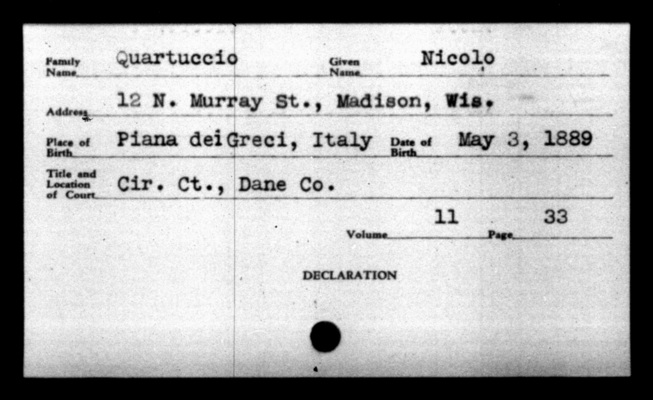 Family Name Quartuccio Given Name Nicolo
Address 12 N. Murray St., Madison, Wis.
Place of Birth Piana dei Greci, Italy Date of Birth May 3, 1889
Title and Location of Court Cir. Ct., Dane Co.
Volume 11 Page 33
DECLARATION